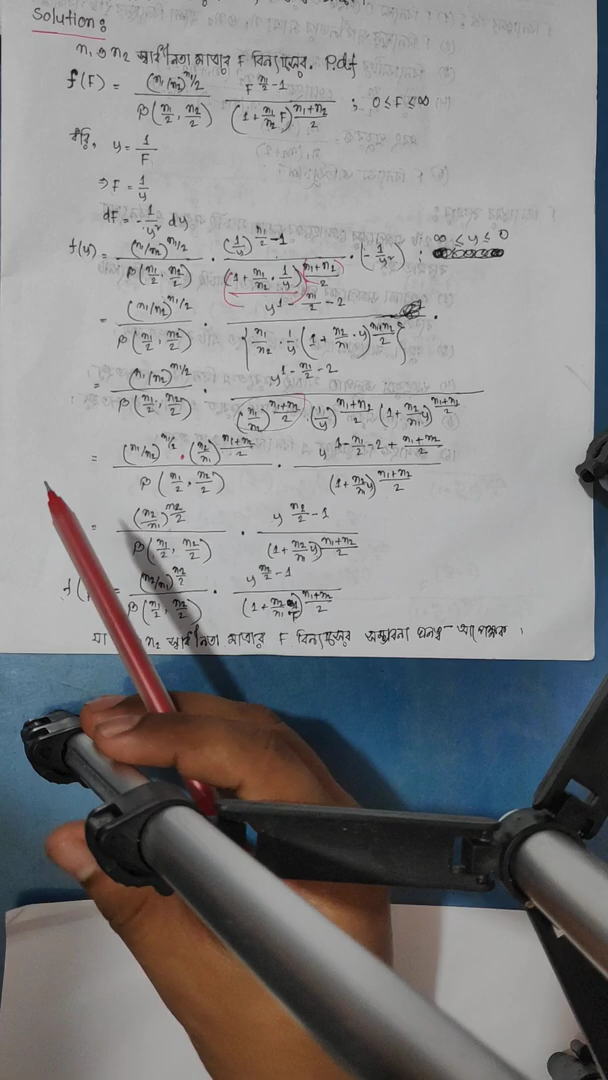 Solution :
n₁ ও n₂ স্বাধীনতা মাত্রার F বিন্যাসের. P.d.f
f(F) = (n₁/n₂)^(n₁/2) / β(n₁/2, n₂/2) · F^(n₁/2 - 1) / (1 + n₁/n₂ F)^((n₁+n₂)/2) ; 0 ≤ F ≤ ∞
ধরি, y = 1/F
⇒ F = 1/y
dF = - 1/y² dy
f(y) = (n₁/n₂)^(n₁/2) / β(n₁/2, n₂/2) · (1/y)^(n₁/2 - 1) / (1 + n₁/n₂ · 1/y)^((n₁+n₂)/2) · (- 1/y²) ; ∞ ≤ y ≤ 0
= (n₁/n₂)^(n₁/2) / β(n₁/2, n₂/2) · y^(1 - n₁/2 - 2) / {n₁/n₂ · 1/y (1 + n₂/n₁ · y)}^((n₁+n₂)/2) .
= (n₁/n₂)^(n₁/2) / β(n₁/2, n₂/2) · y^(1 - n₁/2 - 2) / (n₁/n₂)^((n₁+n₂)/2) · (1/y)^((n₁+n₂)/2) (1 + n₂/n₁ y)^((n₁+n₂)/2)
= (n₁/n₂)^(n₁/2) · (n₂/n₁)^((n₁+n₂)/2) / β(n₁/2, n₂/2) · y^(1 - n₁/2 - 2 + (n₁+n₂)/2) / (1 + n₂/n₁ y)^((n₁+n₂)/2)
= (n₂/n₁)^(n₂/2) / β(n₁/2, n₂/2) · y^(n₂/2 - 1) / (1 + n₂/n₁ y)^((n₁+n₂)/2)
= (n₂/n₁)^(n₂/2) / β(n₁/2, n₂/2) · y^(n₂/2 - 1) / (1 + n₂/n₁)^((n₁+n₂)/2)
যা n₂ স্বাধীনতা মাত্রার F বিন্যাসের সম্ভাবনা ঘনত্ব আপেক্ষক ।